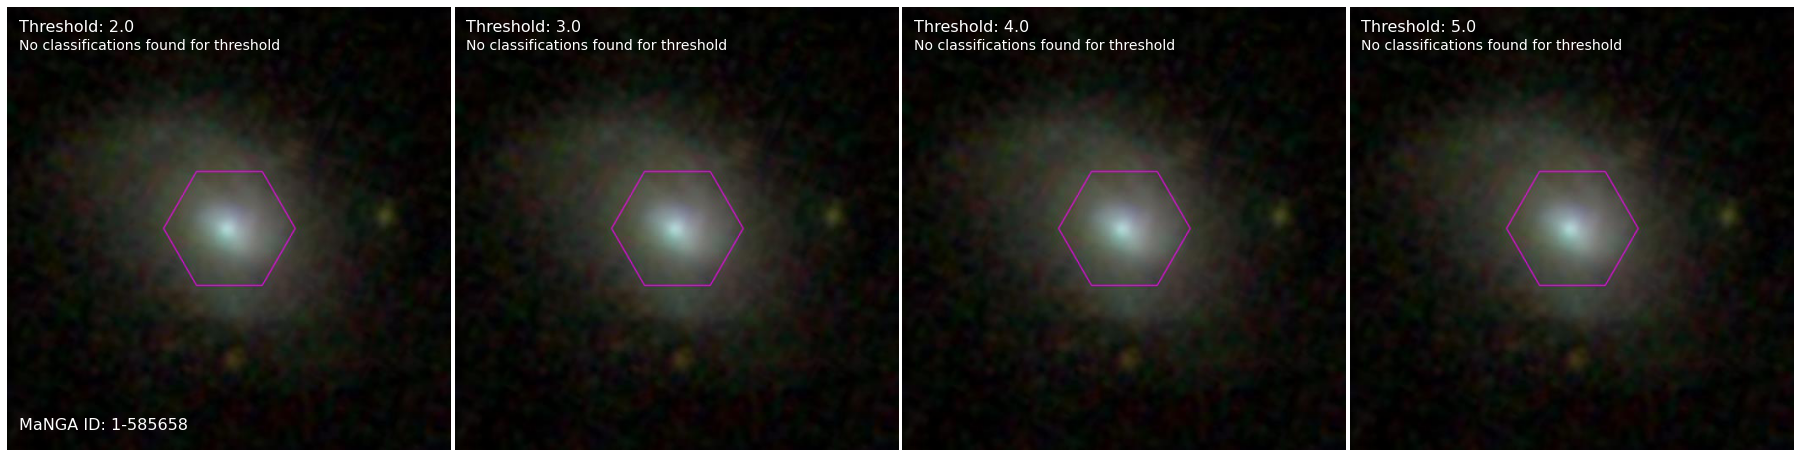 Threshold: 2.0
No classifications found for threshold
MaNGA ID: 1-585658
Threshold: 3.0
No classifications found for threshold
Threshold: 4.0
No classifications found for threshold
Threshold: 5.0
No classifications found for threshold